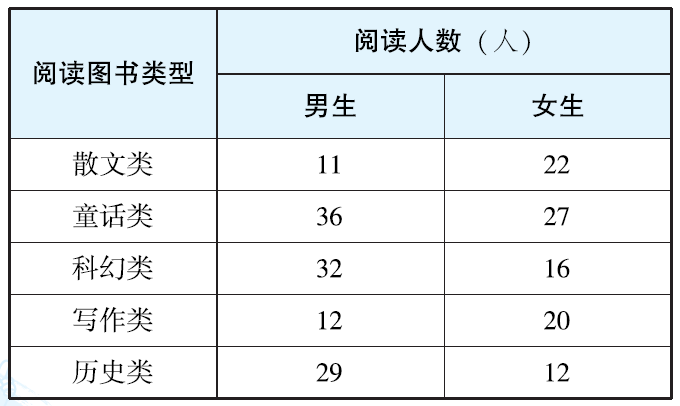 阅读图书类型 阅读人数（人）
男生 女生
散文类 11 22
童话类 36 27
科幻类 32 16
写作类 12 20
历史类 29 12